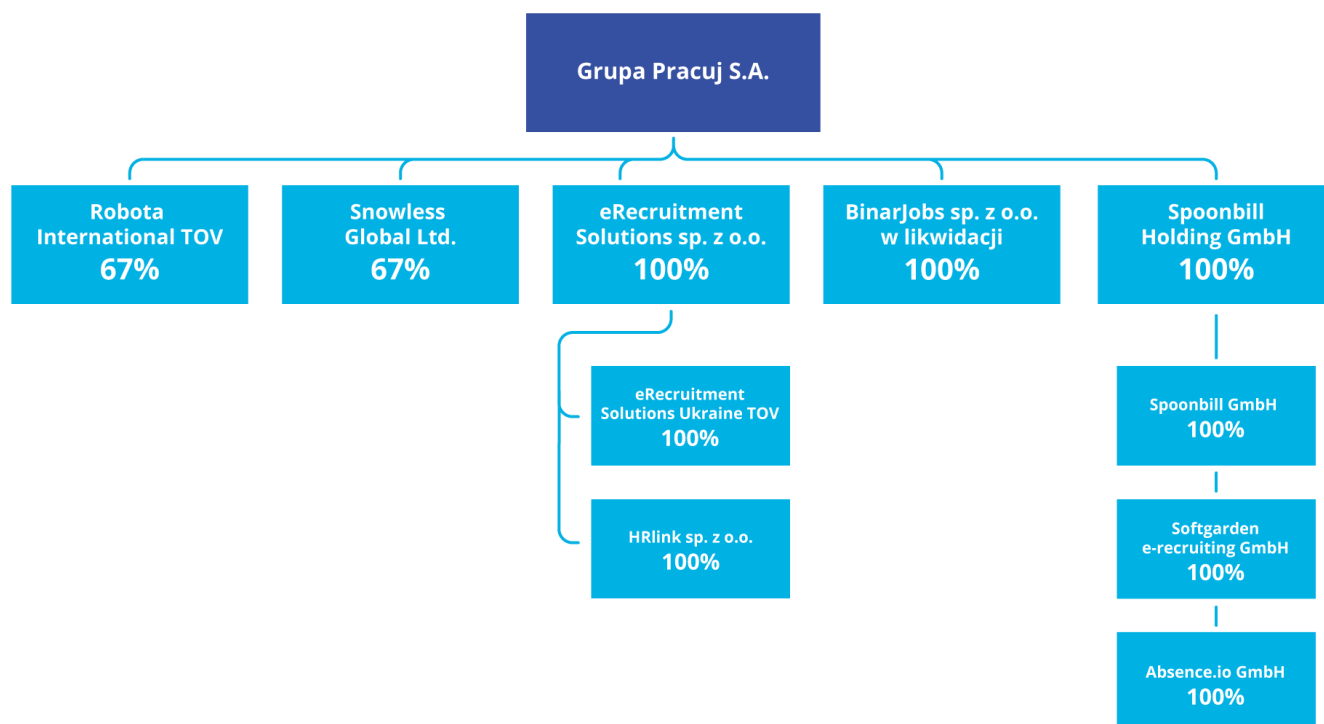 Grupa Pracuj S.A.
Robota
International TOV
67%
Snowless
Global Ltd.
67%
eRecruitment
Solutions sp. z o.o.
100%
BinarJobs sp. z o.o.
w likwidacji
100%
Spoonbill
Holding GmbH
100%
eRecruitment
Solutions Ukraine TOV
100%
HRlink sp. z o.o.
100%
Spoonbill GmbH
100%
Softgarden
e-recruiting GmbH
100%
Absence.io GmbH
100%